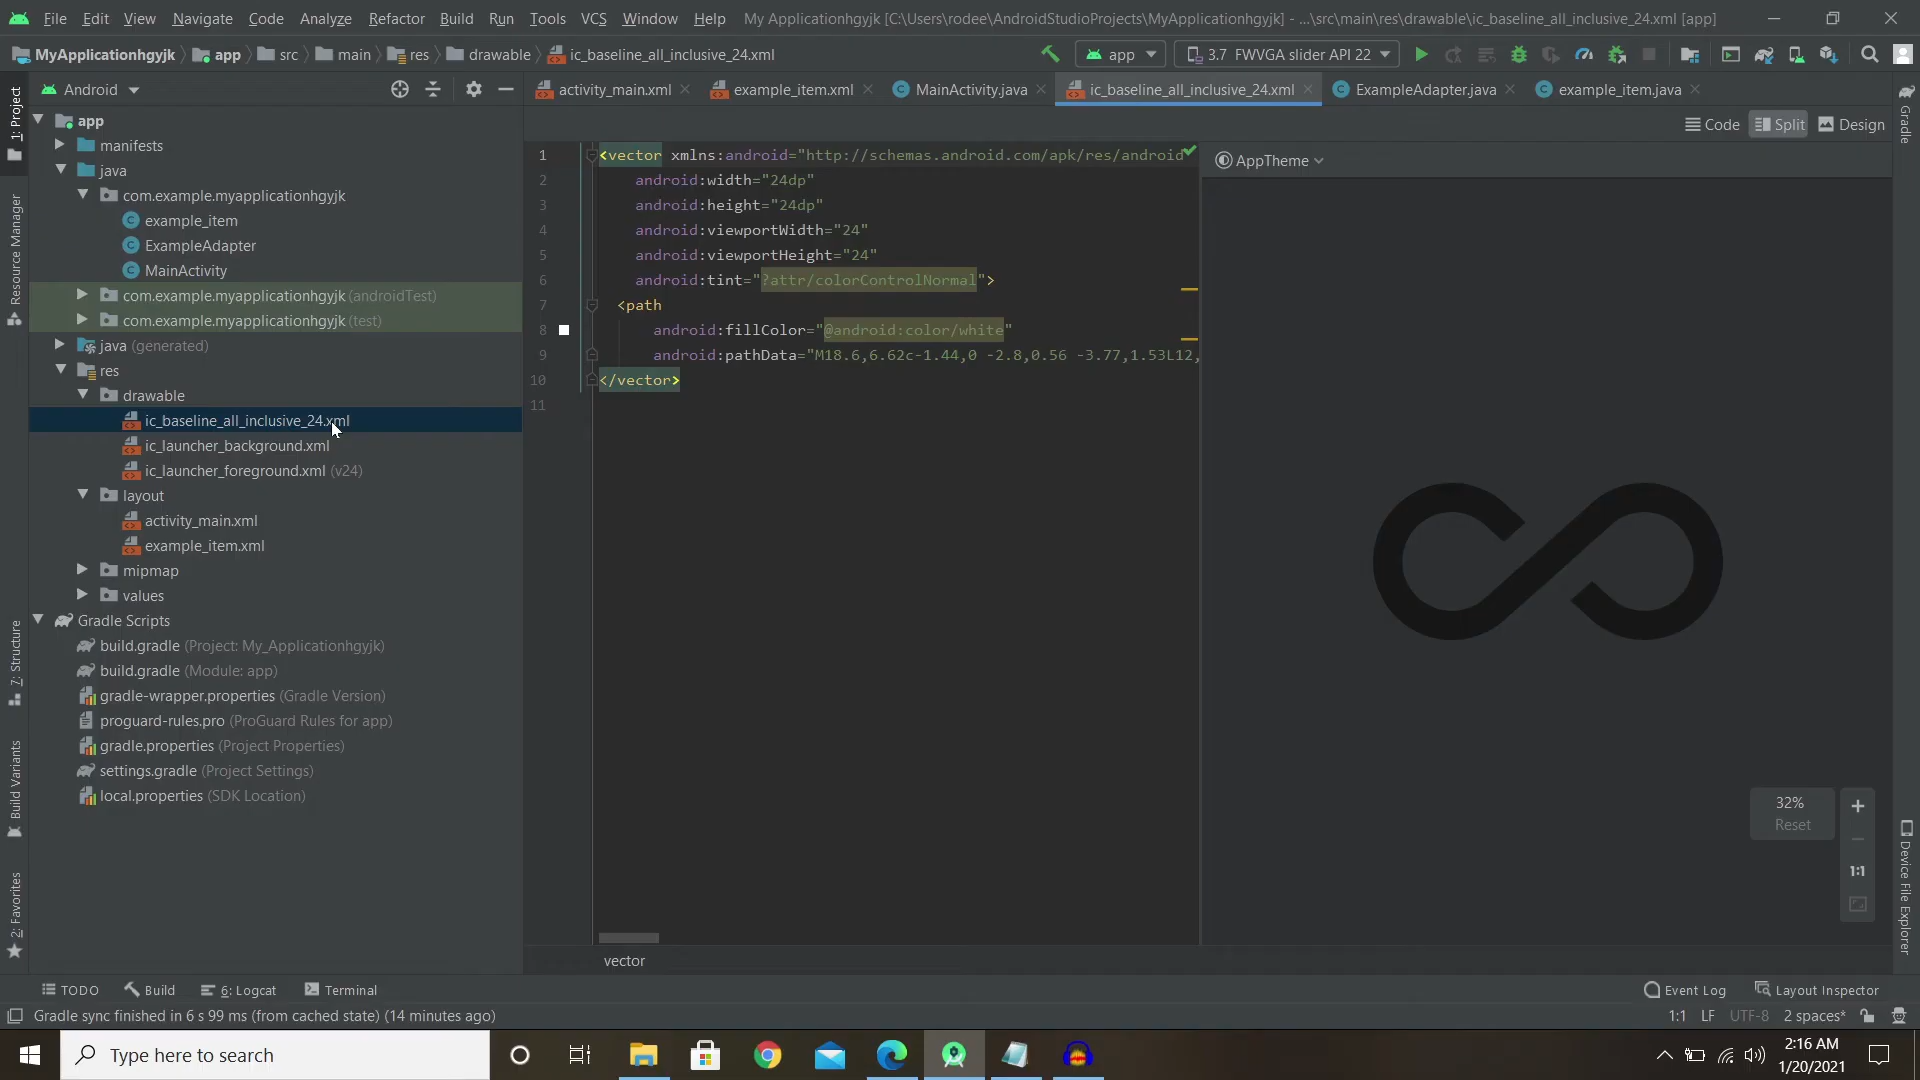 File Edit View Navigate Code Analyze Refactor Build Run Tools VCS Window Help My Applicationhgyjk [C:\Users\rodee\AndroidStudioProjects\MyApplicationhgyjk] - ...\src\main\res\drawable\ic_baseline_all_inclusive_24.xml [app]
MyApplicationhgyjk app src main res drawable ic_baseline_all_inclusive_24.xml app 3.7 FWVGA slider API 22
Android activity_main.xml example_item.xml MainActivity.java ic_baseline_all_inclusive_24.xml ExampleAdapter.java example_item.java
Code Split Design
1: Project
Resource Manager
7: Structure
Build Variants
2: Favorites
app
manifests
java
com.example.myapplicationhgyjk
example_item
ExampleAdapter
MainActivity
com.example.myapplicationhgyjk (androidTest)
com.example.myapplicationhgyjk (test)
java (generated)
res
drawable
ic_baseline_all_inclusive_24.xml
ic_launcher_background.xml
ic_launcher_foreground.xml (v24)
layout
activity_main.xml
example_item.xml
mipmap
values
Gradle Scripts
build.gradle (Project: My_Applicationhgyjk)
build.gradle (Module: app)
gradle-wrapper.properties (Gradle Version)
proguard-rules.pro (ProGuard Rules for app)
gradle.properties (Project Properties)
settings.gradle (Project Settings)
local.properties (SDK Location)
1 <vector xmlns:android="http://schemas.android.com/apk/res/android
2 android:width="24dp"
3 android:height="24dp"
4 android:viewportWidth="24"
5 android:viewportHeight="24"
6 android:tint="?attr/colorControlNormal">
7 <path
8 android:fillColor="@android:color/white"
9 android:pathData="M18.6,6.62c-1.44,0 -2.8,0.56 -3.77,1.53L12,
10 </vector>
11
vector
AppTheme
32%
Reset
1:1
Gradle
Device File Explorer
TODO Build 6: Logcat Terminal Event Log Layout Inspector
Gradle sync finished in 6 s 99 ms (from cached state) (14 minutes ago) 1:1 LF UTF-8 2 spaces*
Type here to search
2:16 AM
1/20/2021